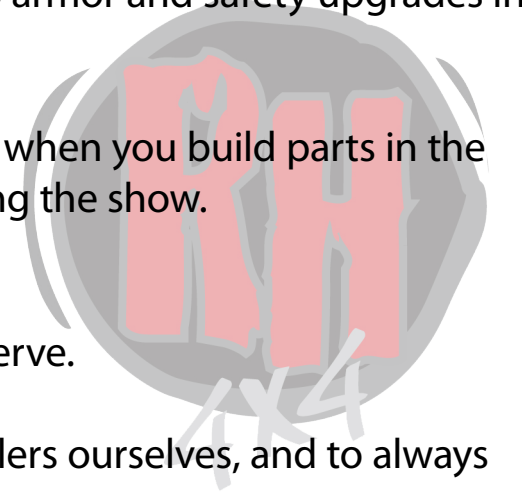 armor and safety upgrades in
when you build parts in the
ng the show.
RH
erve.
4x4
lers ourselves, and to always